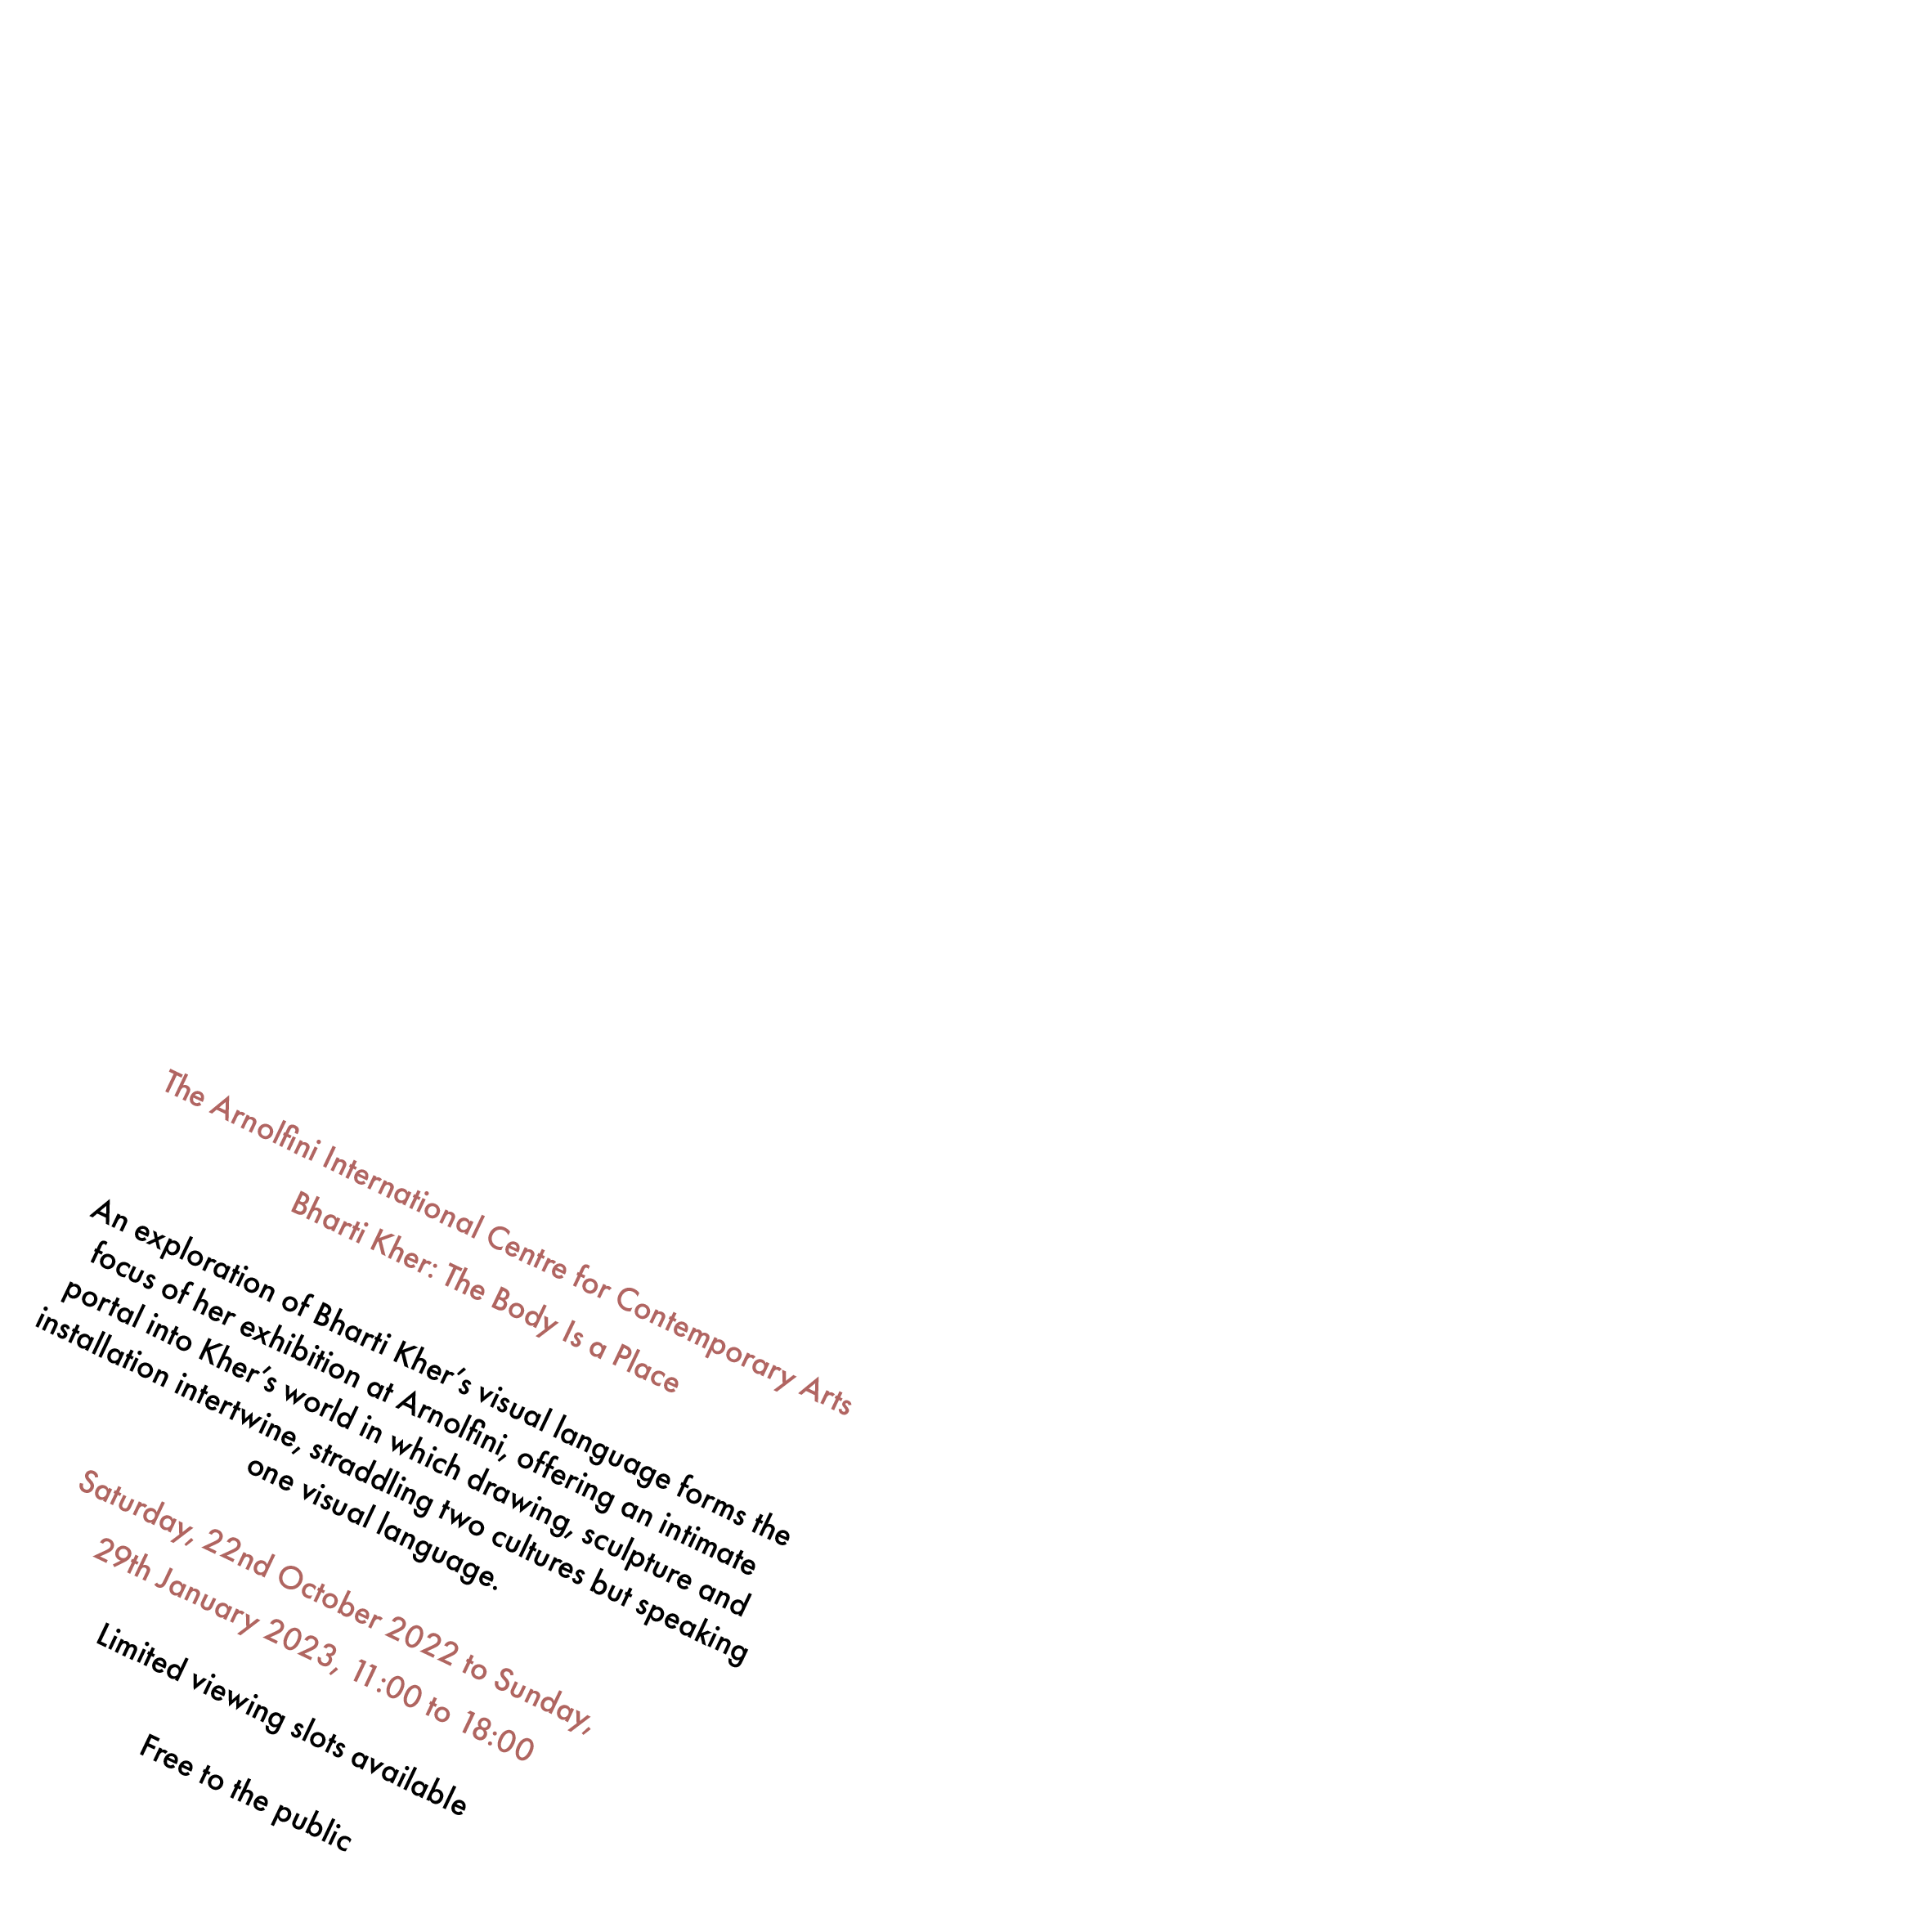 The Arnolfini International Centre for Contemporary Arts
Bharti Kher: The Body Is a Place
An exploration of Bharti Kher's visual language forms the
focus of her exhibition at Arnolfini, offering an intimate
portal into Kher's world in which drawing, sculpture and
installation intertwine, straddling two cultures but speaking
one visual language.
Saturday, 22nd October 2022 to Sunday,
29th January 2023, 11:00 to 18:00
Limited viewing slots available
Free to the public